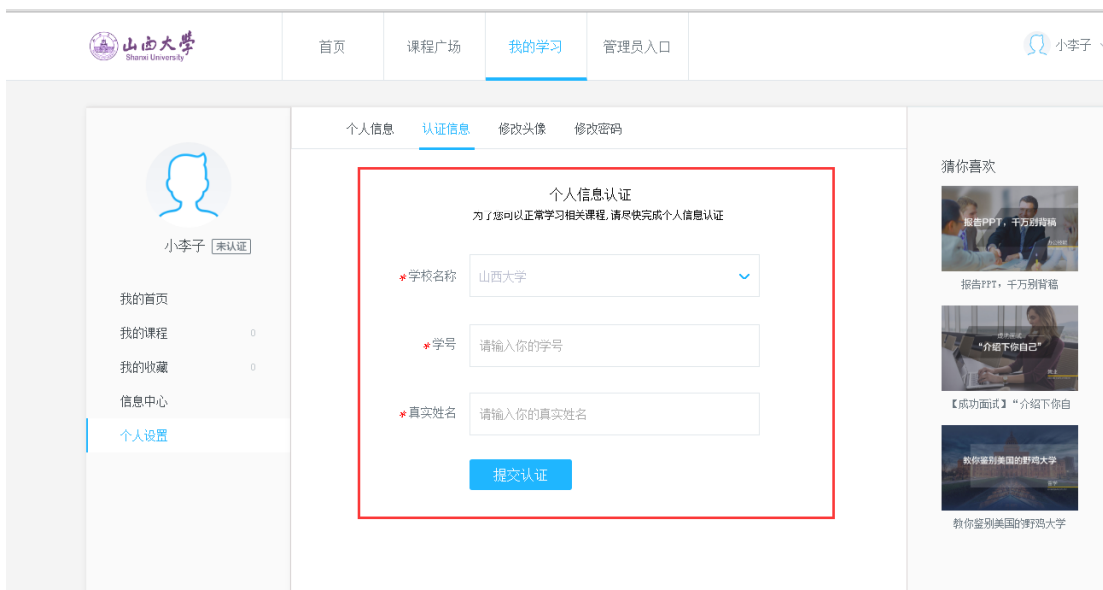 山西大学
Shanxi University
首页
课程广场
我的学习
管理员入口
小李子
个人信息
认证信息
修改头像
修改密码
小李子 未认证
我的首页
我的课程 0
我的收藏 0
信息中心
个人设置
个人信息认证
为了您可以正常学习相关课程,请尽快完成个人信息认证
*学校名称 山西大学
*学号 请输入你的学号
*真实姓名 请输入你的真实姓名
提交认证
猜你喜欢
报告PPT，千万别背稿
报告PPT，千万别背稿
“介绍下你自己”
【成功面试】“介绍下你自
教你鉴别美国的野鸡大学
教你鉴别美国的野鸡大学